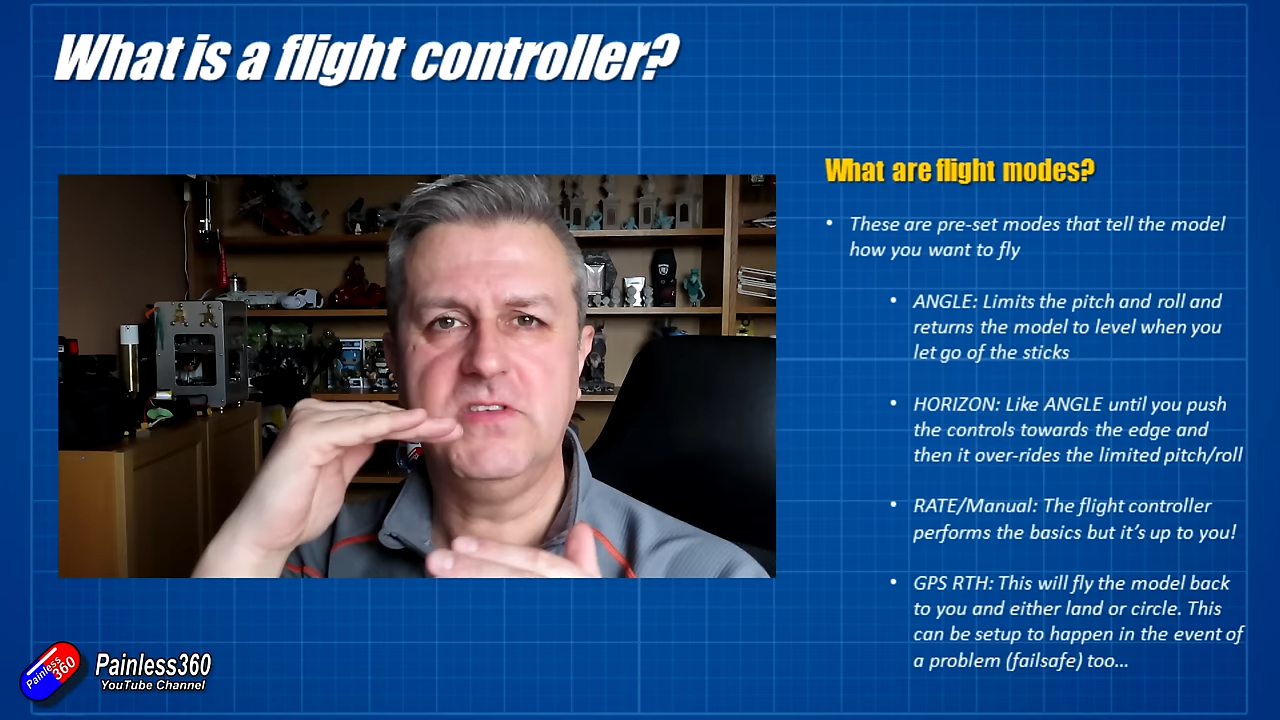 What is a flight controller?
What are flight modes?
• These are pre-set modes that tell the model
how you want to fly
• ANGLE: Limits the pitch and roll and
returns the model to level when you
let go of the sticks
• HORIZON: Like ANGLE until you push
the controls towards the edge and
then it over-rides the limited pitch/roll
• RATE/Manual: The flight controller
performs the basics but it’s up to you!
• GPS RTH: This will fly the model back
to you and either land or circle. This
can be setup to happen in the event of
a problem (failsafe) too...
Painless
360
Painless360
YouTube Channel